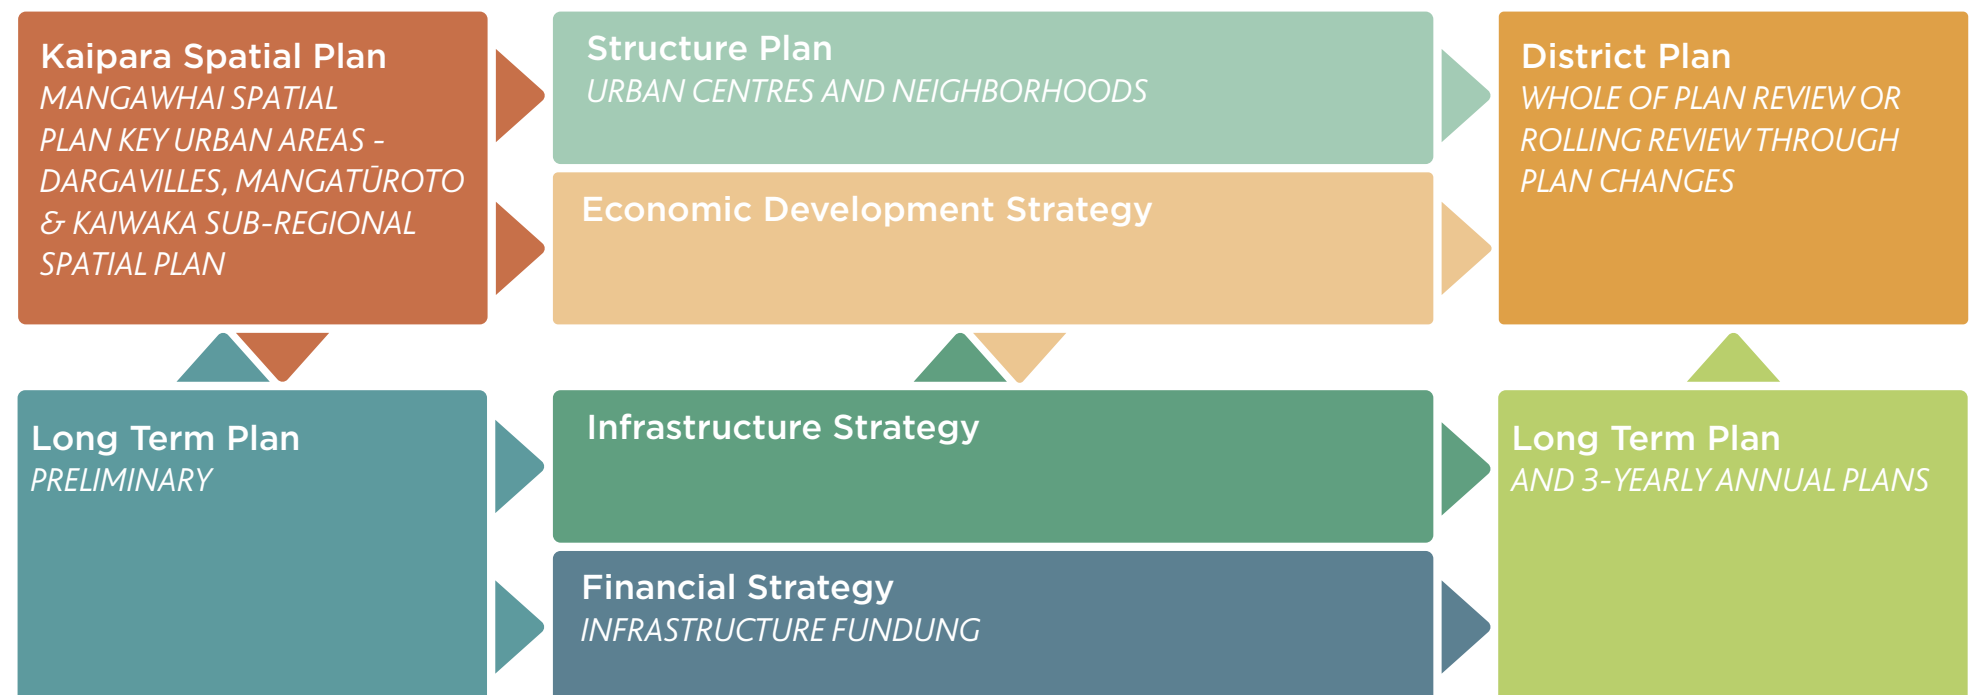 Kaipara Spatial Plan
MANGAWHAI SPATIAL
PLAN KEY URBAN AREAS -
DARGAVILLES, MANGATŪROTO
& KAIWAKA SUB-REGIONAL
SPATIAL PLAN
Structure Plan
URBAN CENTRES AND NEIGHBORHOODS
Economic Development Strategy
District Plan
WHOLE OF PLAN REVIEW OR
ROLLING REVIEW THROUGH
PLAN CHANGES
Long Term Plan
PRELIMINARY
Infrastructure Strategy
Financial Strategy
INFRASTRUCTURE FUNDUNG
Long Term Plan
AND 3-YEARLY ANNUAL PLANS